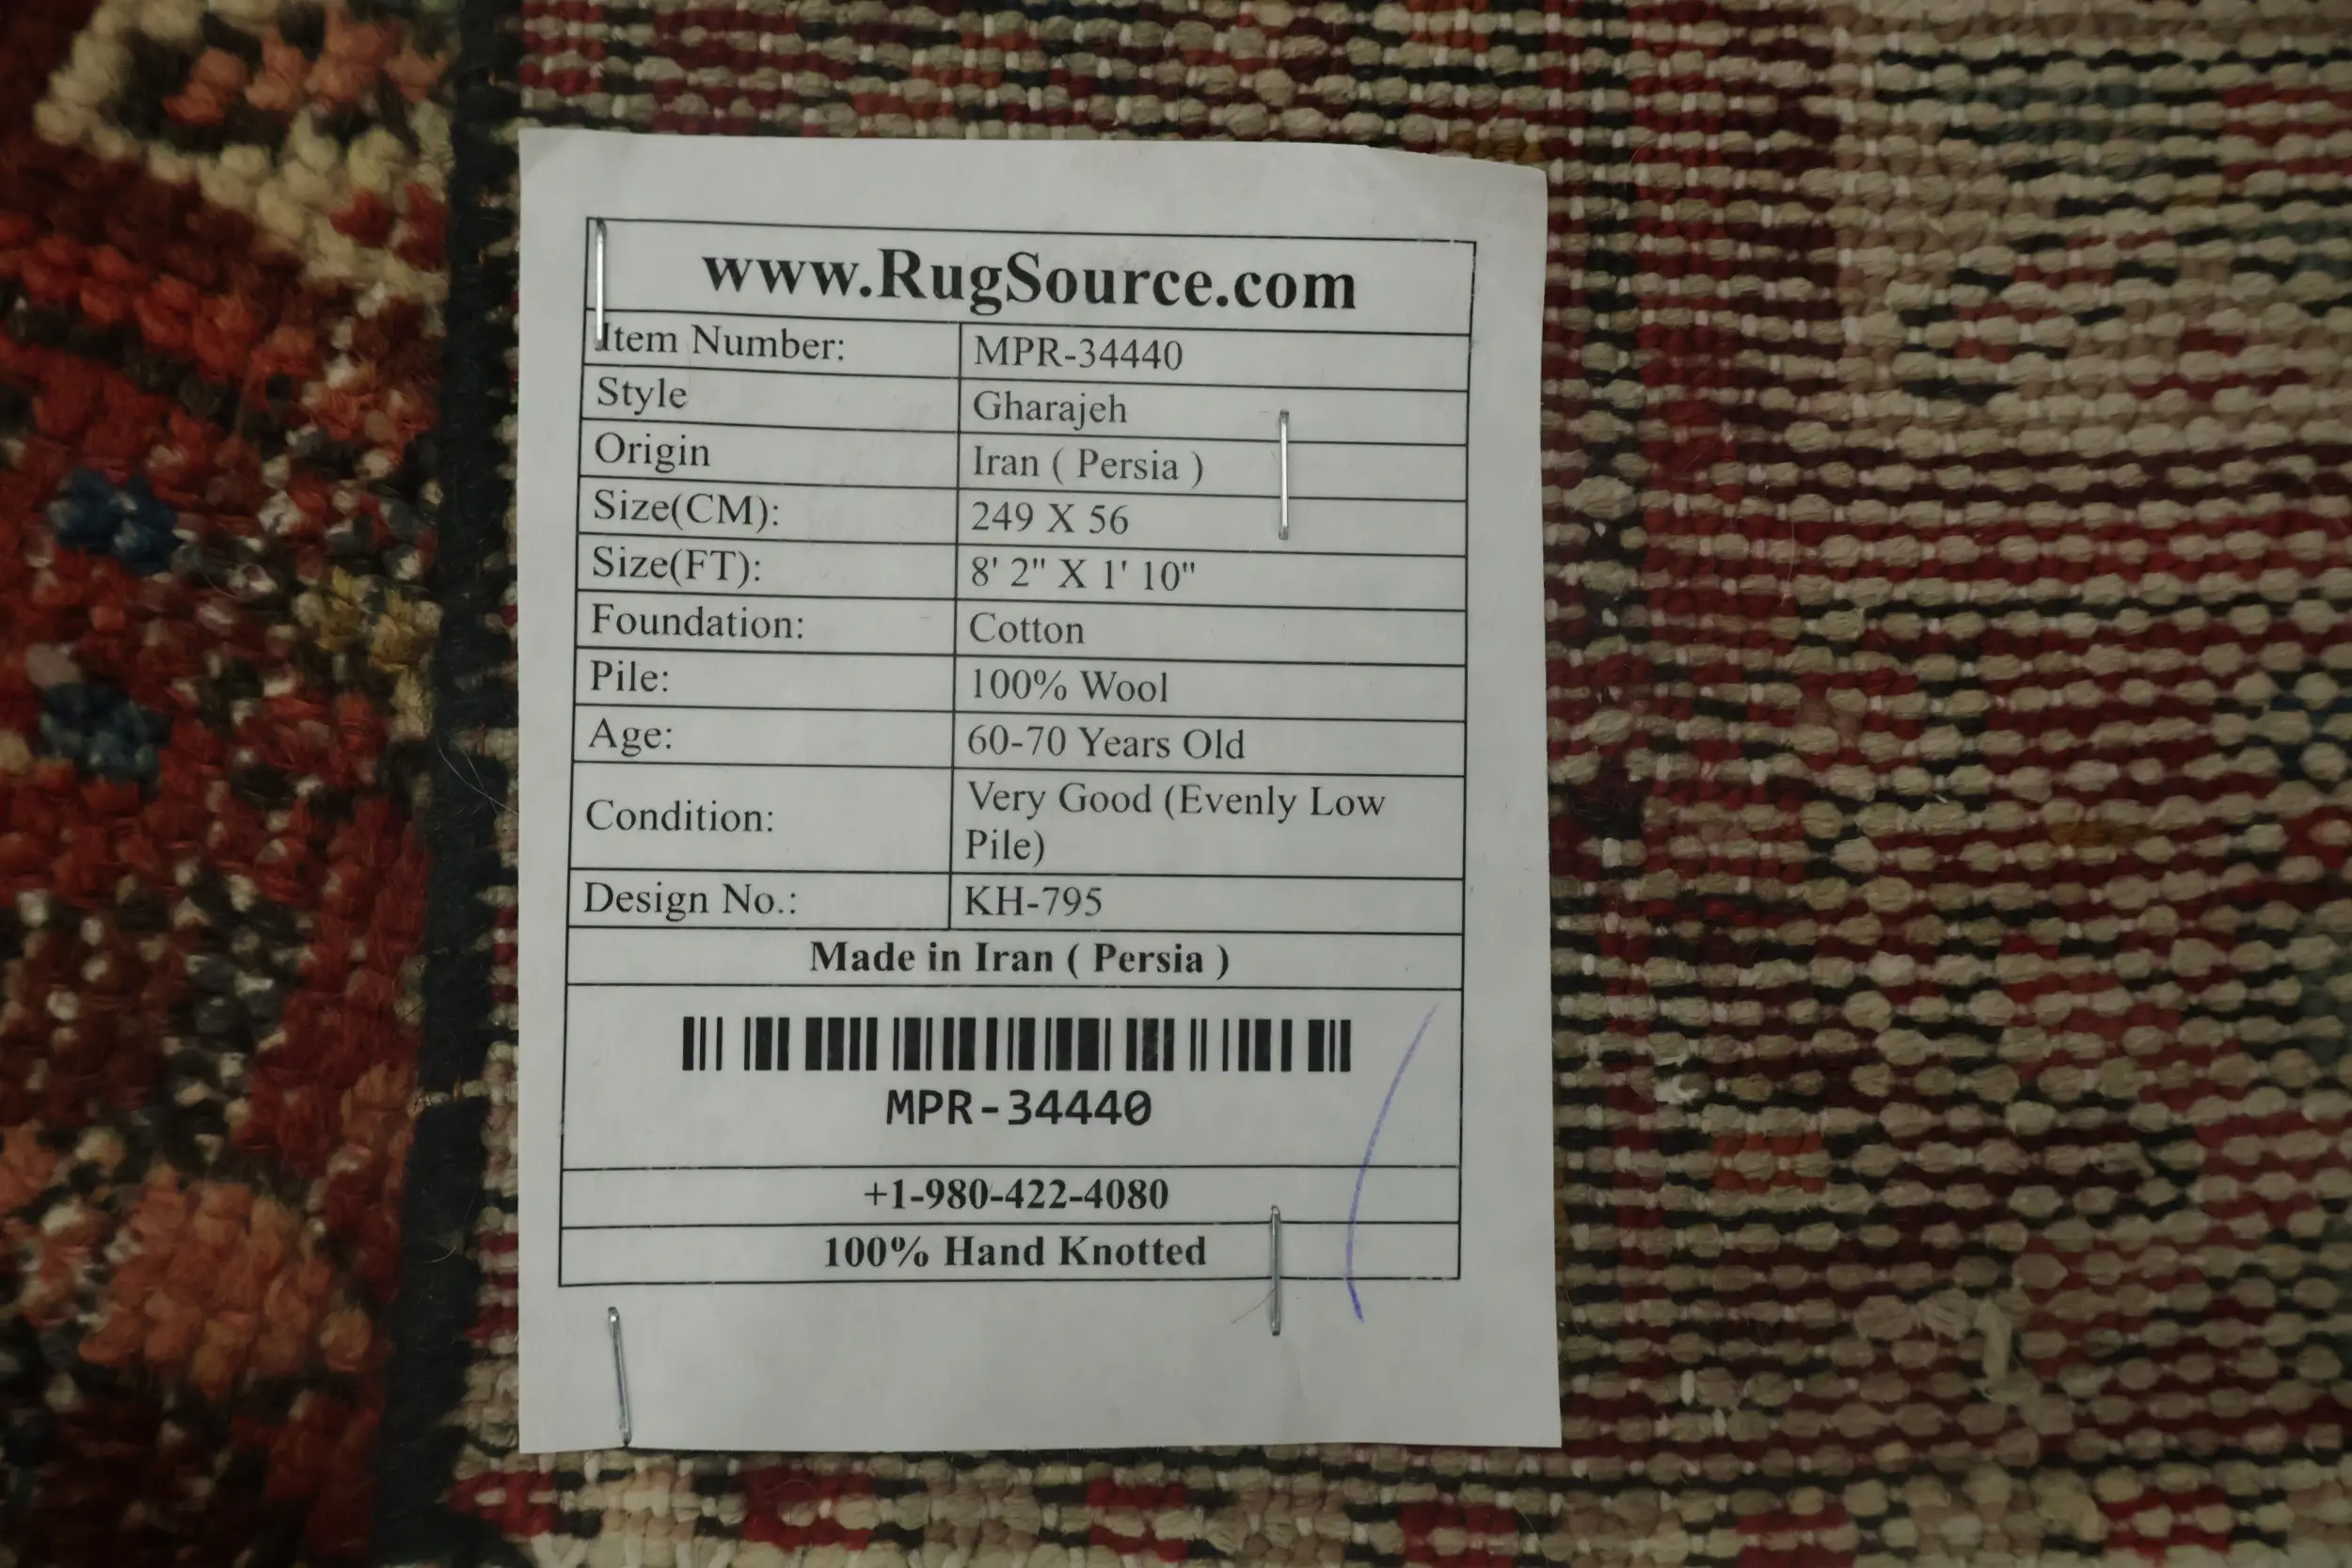 www.RugSource.com
Item Number: MPR-34440
Style Gharajeh
Origin Iran ( Persia )
Size(CM): 249 X 56
Size(FT): 8' 2" X 1' 10"
Foundation: Cotton
Pile: 100% Wool
Age: 60-70 Years Old
Condition: Very Good (Evenly Low
Pile)
Design No.: KH-795
Made in Iran ( Persia )
MPR-34440
+1-980-422-4080
100% Hand Knotted